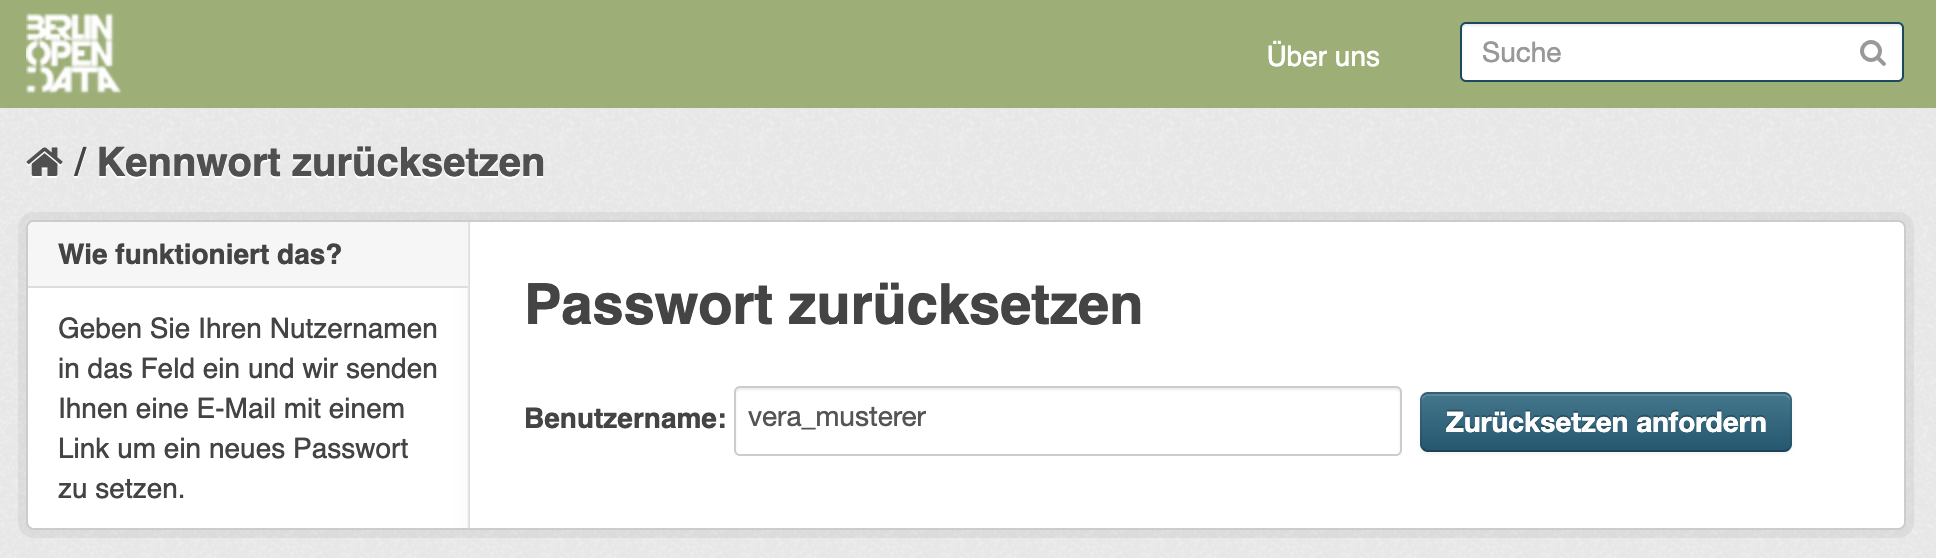 BERLIN
OPEN
DATA
Über uns
Suche
/ Kennwort zurücksetzen
Wie funktioniert das?
Geben Sie Ihren Nutzernamen
in das Feld ein und wir senden
Ihnen eine E-Mail mit einem
Link um ein neues Passwort
zu setzen.
Passwort zurücksetzen
Benutzername: vera_musterer Zurücksetzen anfordern